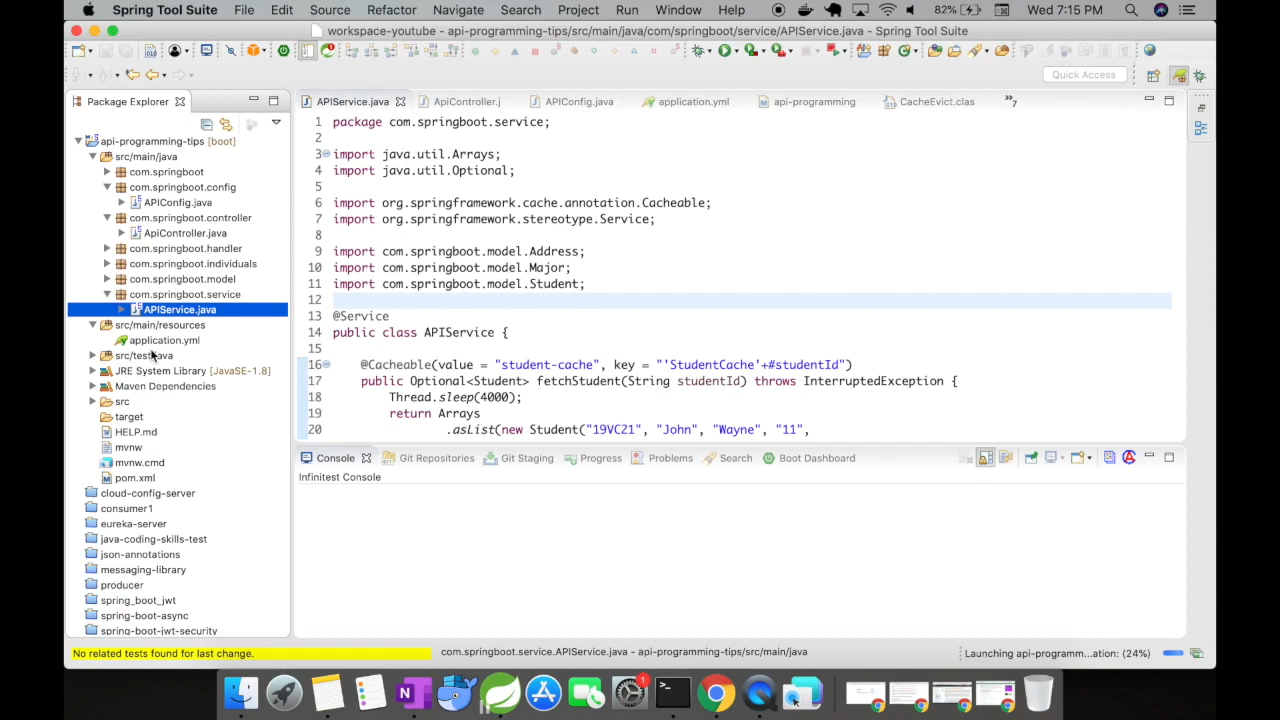 Spring Tool Suite File Edit Source Refactor Navigate Search Project Run Window Help 82% Wed 7:15 PM
workspace-youtube - api-programming-tips/src/main/java/com/springboot/service/APIService.java - Spring Tool Suite
Quick Access
Package Explorer
APIService.java ApiController.j APIConfig.java application.yml api-programming CacheEvict.clas »7
api-programming-tips [boot]
src/main/java
com.springboot
com.springboot.config
APIConfig.java
com.springboot.controller
ApiController.java
com.springboot.handler
com.springboot.individuals
com.springboot.model
com.springboot.service
APIService.java
src/main/resources
application.yml
src/test/java
JRE System Library [JavaSE-1.8]
Maven Dependencies
src
target
HELP.md
mvnw
mvnw.cmd
pom.xml
cloud-config-server
consumer1
eureka-server
java-coding-skills-test
json-annotations
messaging-library
producer
spring_boot_jwt
spring-boot-async
spring-boot-jwt-security
1 package com.springboot.service;
2
3 import java.util.Arrays;
4 import java.util.Optional;
5
6 import org.springframework.cache.annotation.Cacheable;
7 import org.springframework.stereotype.Service;
8
9 import com.springboot.model.Address;
10 import com.springboot.model.Major;
11 import com.springboot.model.Student;
12
13 @Service
14 public class APIService {
15
16 @Cacheable(value = "student-cache", key = "'StudentCache'+#studentId")
17 public Optional<Student> fetchStudent(String studentId) throws InterruptedException {
18 Thread.sleep(4000);
19 return Arrays
20 .asList(new Student("19VC21", "John", "Wayne", "11",
Console Git Repositories Git Staging Progress Problems Search Boot Dashboard
Infinitest Console
No related tests found for last change. com.springboot.service.APIService.java - api-programming-tips/src/main/java Launching api-programm...ation: (24%)
1